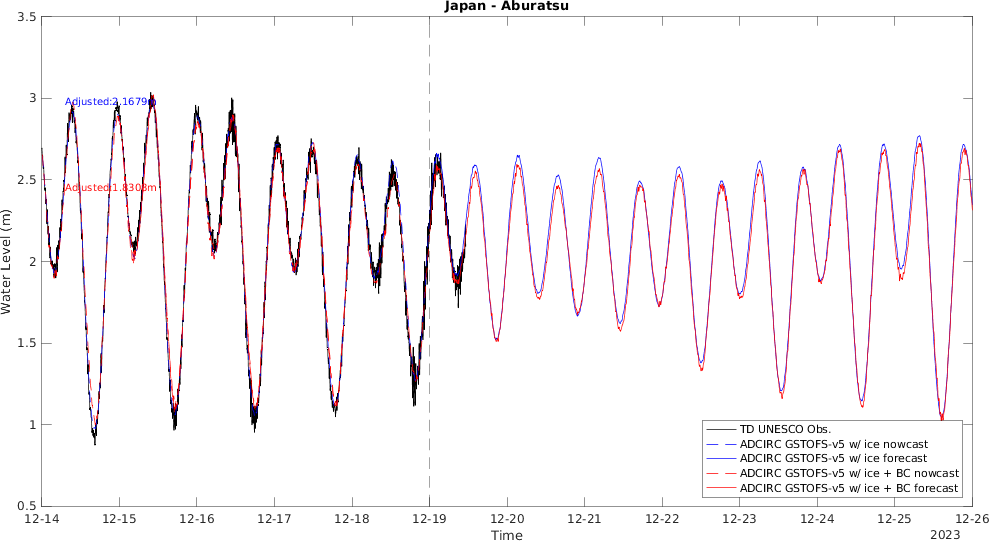 Japan - Aburatsu
3.5
3
2.5
2
1.5
1
0.5
Water Level (m)
Adjusted:2.1679m
Adjusted:1.8303m
TD UNESCO Obs.
ADCIRC GSTOFS-v5 w/ ice nowcast
ADCIRC GSTOFS-v5 w/ ice forecast
ADCIRC GSTOFS-v5 w/ ice + BC nowcast
ADCIRC GSTOFS-v5 w/ ice + BC forecast
12-14 12-15 12-16 12-17 12-18 12-19 12-20 12-21 12-22 12-23 12-24 12-25 12-26
Time
2023